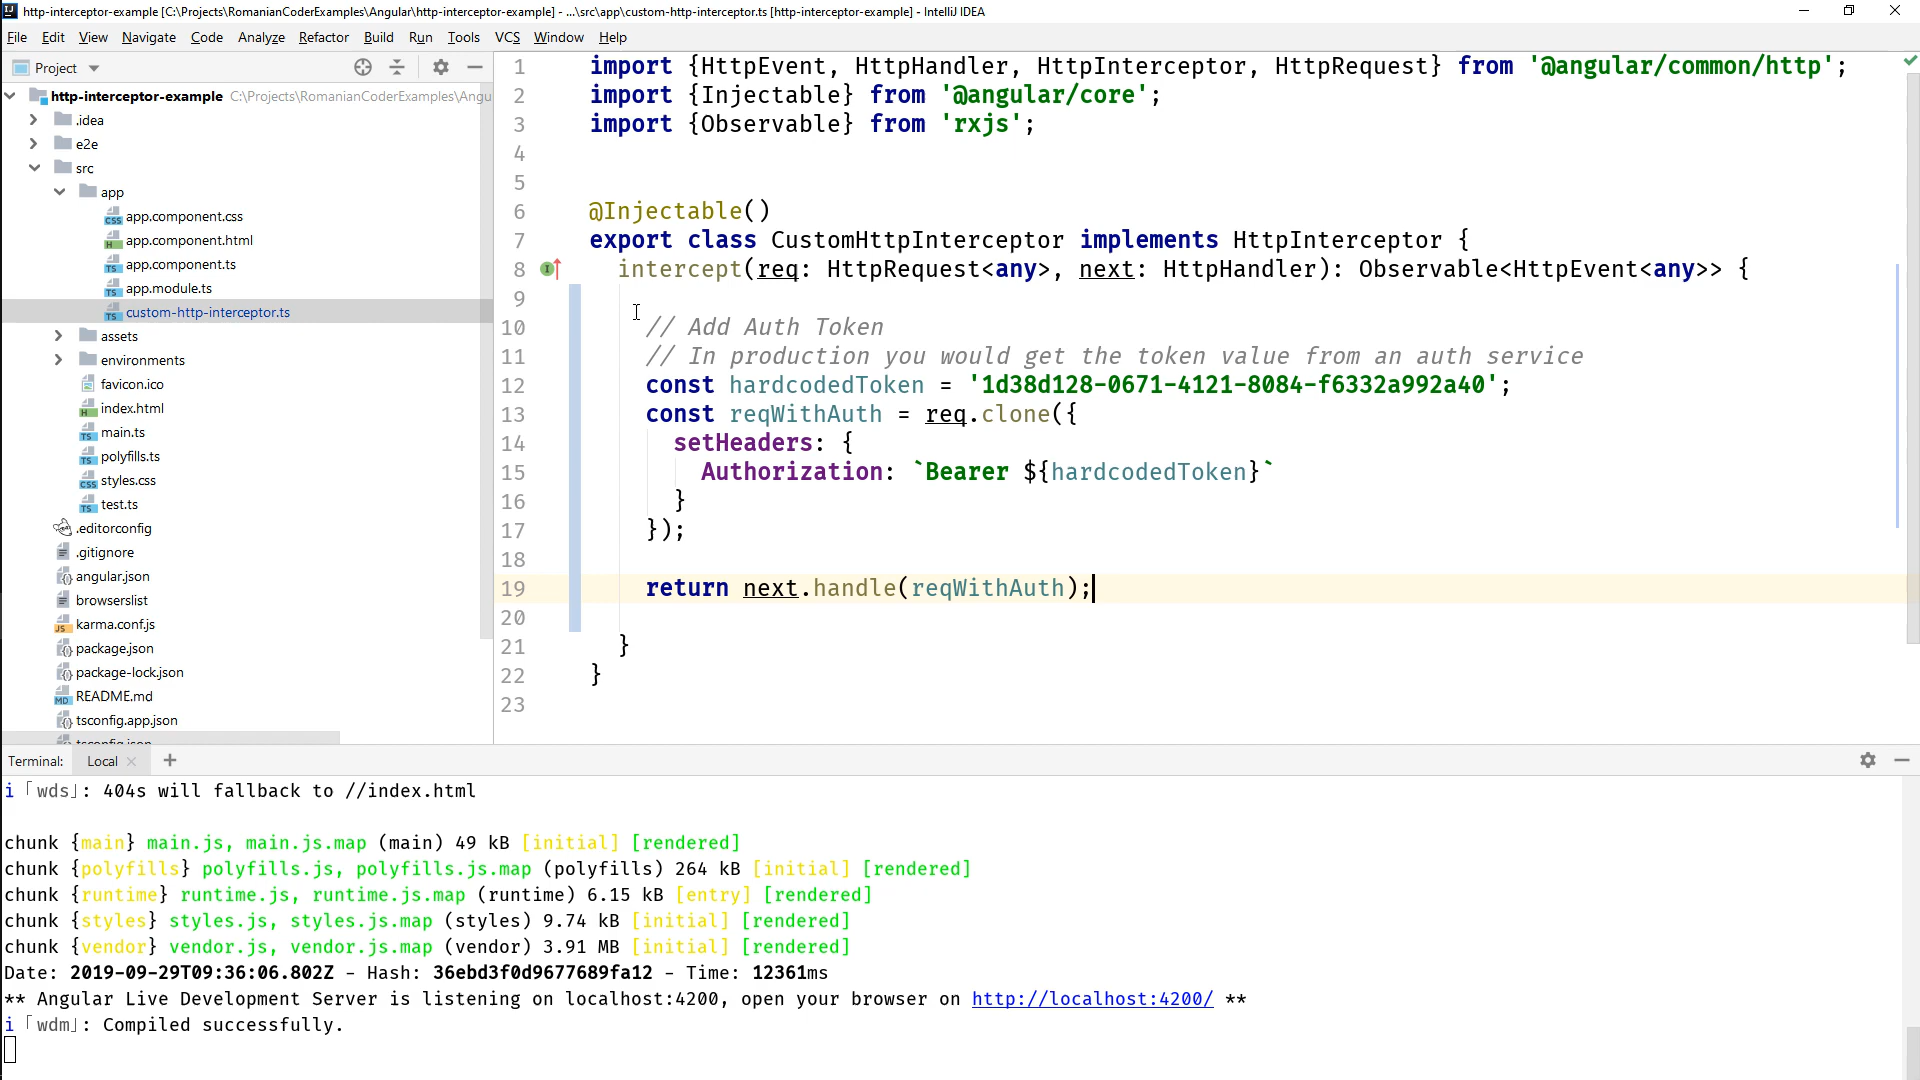 http-interceptor-example [C:\Projects\RomanianCoderExamples\Angular\http-interceptor-example] - ...\src\app\custom-http-interceptor.ts [http-interceptor-example] - IntelliJ IDEA
File Edit View Navigate Code Analyze Refactor Build Run Tools VCS Window Help
Project
http-interceptor-example C:\Projects\RomanianCoderExamples\Angu
.idea
e2e
src
app
app.component.css
app.component.html
app.component.ts
app.module.ts
custom-http-interceptor.ts
assets
environments
favicon.ico
index.html
main.ts
polyfills.ts
styles.css
test.ts
.editorconfig
.gitignore
angular.json
browserslist
karma.conf.js
package.json
package-lock.json
README.md
tsconfig.app.json
tsconfig.json
1 import {HttpEvent, HttpHandler, HttpInterceptor, HttpRequest} from '@angular/common/http';
2 import {Injectable} from '@angular/core';
3 import {Observable} from 'rxjs';
4
5
6 @Injectable()
7 export class CustomHttpInterceptor implements HttpInterceptor {
8 intercept(req: HttpRequest<any>, next: HttpHandler): Observable<HttpEvent<any>> {
9
10 // Add Auth Token
11 // In production you would get the token value from an auth service
12 const hardcodedToken = '1d38d128-0671-4121-8084-f6332a992a40';
13 const reqWithAuth = req.clone({
14 setHeaders: {
15 Authorization: `Bearer ${hardcodedToken}`
16 }
17 });
18
19 return next.handle(reqWithAuth);
20
21 }
22 }
23
Terminal: Local +
i ｢wds｣: 404s will fallback to //index.html
chunk {main} main.js, main.js.map (main) 49 kB [initial] [rendered]
chunk {polyfills} polyfills.js, polyfills.js.map (polyfills) 264 kB [initial] [rendered]
chunk {runtime} runtime.js, runtime.js.map (runtime) 6.15 kB [entry] [rendered]
chunk {styles} styles.js, styles.js.map (styles) 9.74 kB [initial] [rendered]
chunk {vendor} vendor.js, vendor.js.map (vendor) 3.91 MB [initial] [rendered]
Date: 2019-09-29T09:36:06.802Z - Hash: 36ebd3f0d9677689fa12 - Time: 12361ms
** Angular Live Development Server is listening on localhost:4200, open your browser on http://localhost:4200/ **
i ｢wdm｣: Compiled successfully.